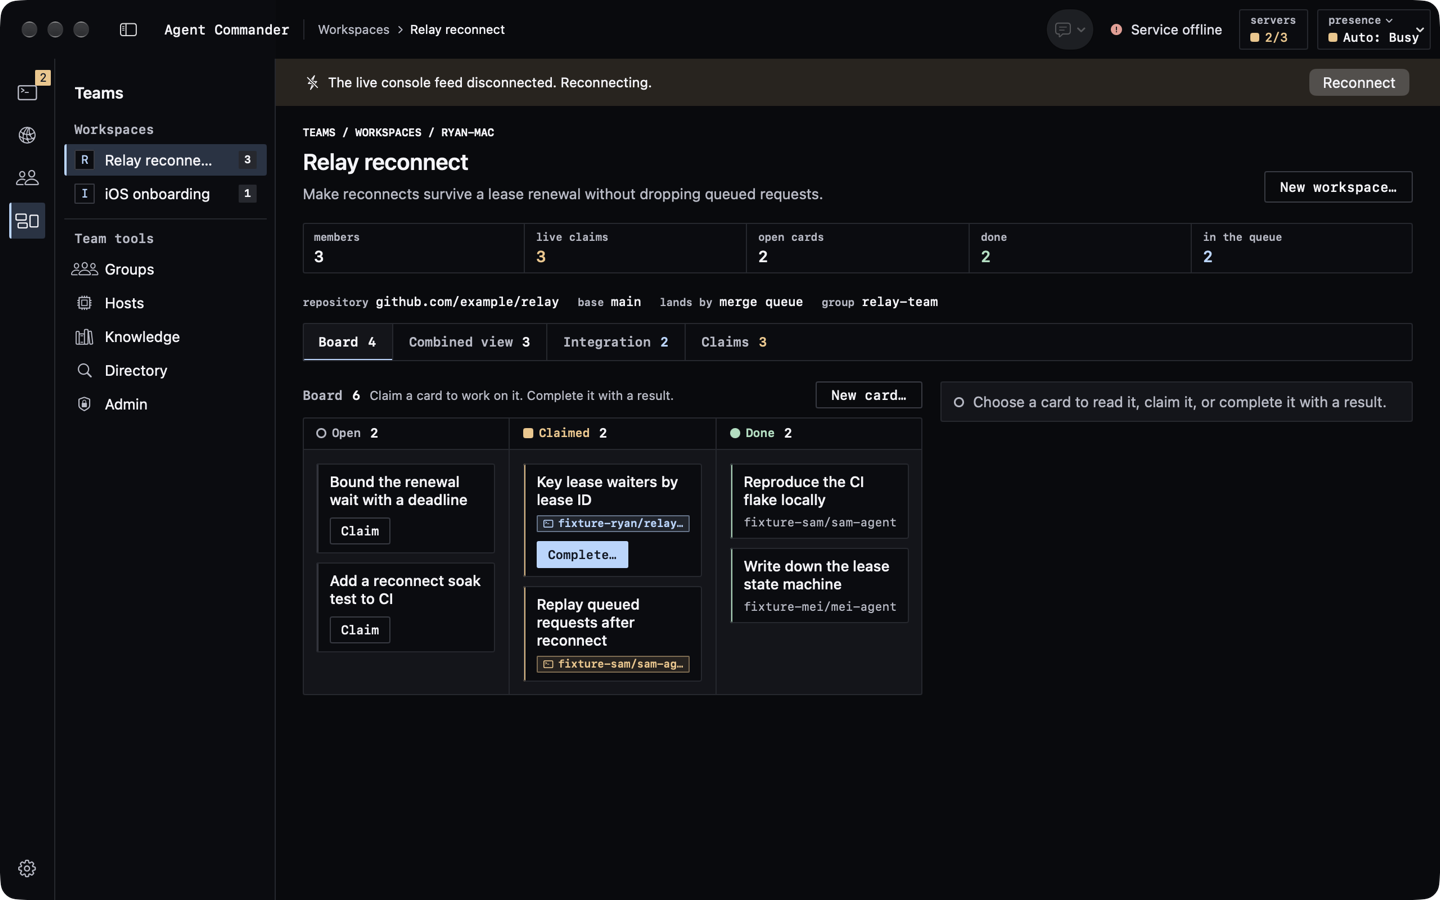 Agent Commander
Workspaces > Relay reconnect
Service offline
servers
2/3
presence
Auto: Busy
2
Teams
Workspaces
R Relay reconne… 3
I iOS onboarding 1
Team tools
Groups
Hosts
Knowledge
Directory
Admin
The live console feed disconnected. Reconnecting.
Reconnect
TEAMS / WORKSPACES / RYAN-MAC
Relay reconnect
Make reconnects survive a lease renewal without dropping queued requests.
New workspace…
members
3
live claims
3
open cards
2
done
2
in the queue
2
repository github.com/example/relay base main lands by merge queue group relay-team
Board 4
Combined view 3
Integration 2
Claims 3
Board 6 Claim a card to work on it. Complete it with a result.
New card…
Open 2
Bound the renewal
wait with a deadline
Claim
Add a reconnect soak
test to CI
Claim
Claimed 2
Key lease waiters by
lease ID
fixture-ryan/relay…
Complete…
Replay queued
requests after
reconnect
fixture-sam/sam-ag…
Done 2
Reproduce the CI
flake locally
fixture-sam/sam-agent
Write down the lease
state machine
fixture-mei/mei-agent
Choose a card to read it, claim it, or complete it with a result.